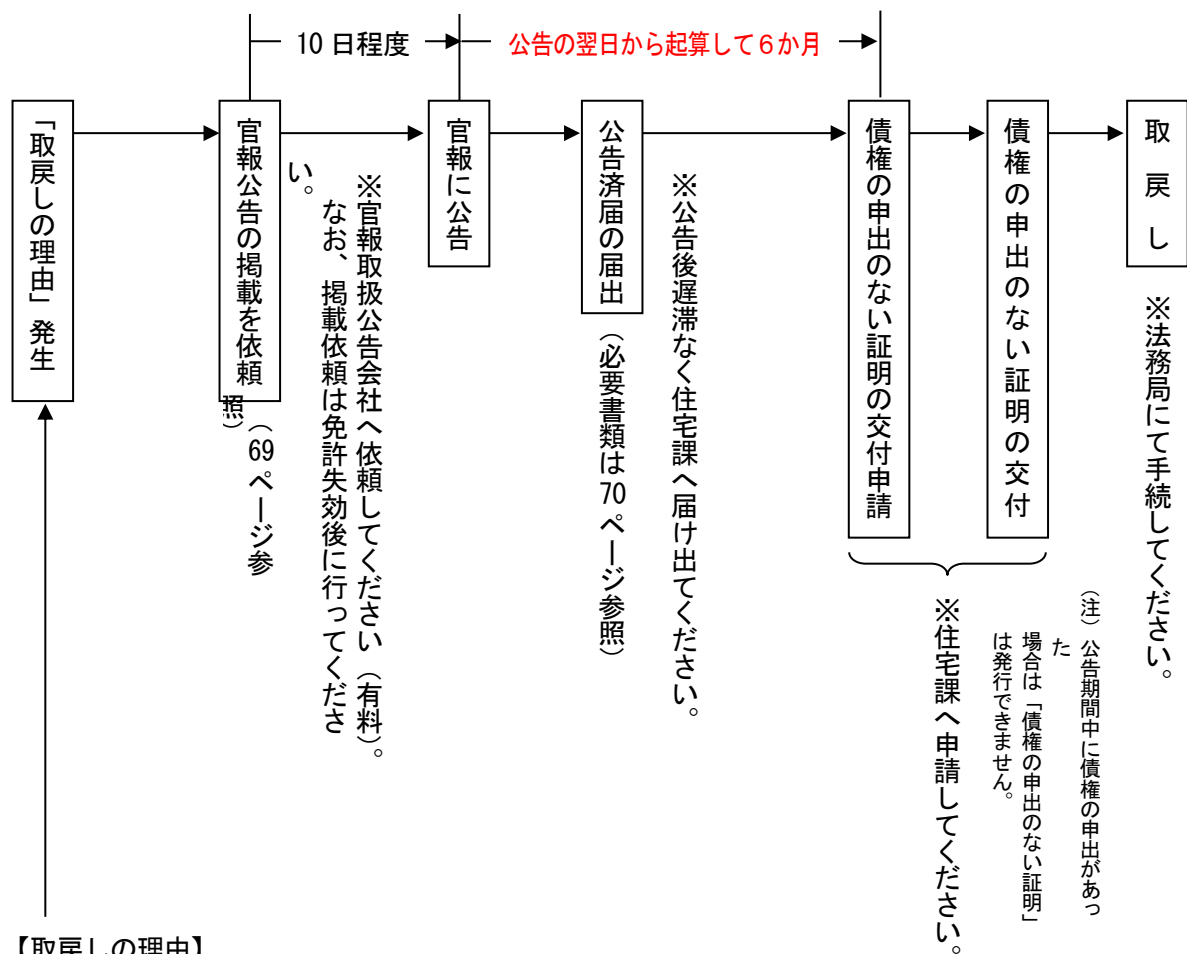 10 日程度
公告の翌日から起算して６か月
「取戻しの理由」発生
官報公告の掲載を依頼
（69 ページ参
照）
※官報取扱公告会社へ依頼してください（有料）。
なお、掲載依頼は免許失効後に行ってくださ
い。
官報に公告
公告済届の届出
（必要書類は 70 ページ参照）
※公告後遅滞なく住宅課へ届け出てください。
債権の申出のない証明の交付申請
債権の申出のない証明の交付
※住宅課へ申請してください。
（注）公告期間中に債権の申出があっ
た
場合は「債権の申出のない証明」
は発行できません。
取戻し
※法務局にて手続してください。
【取戻しの理由】